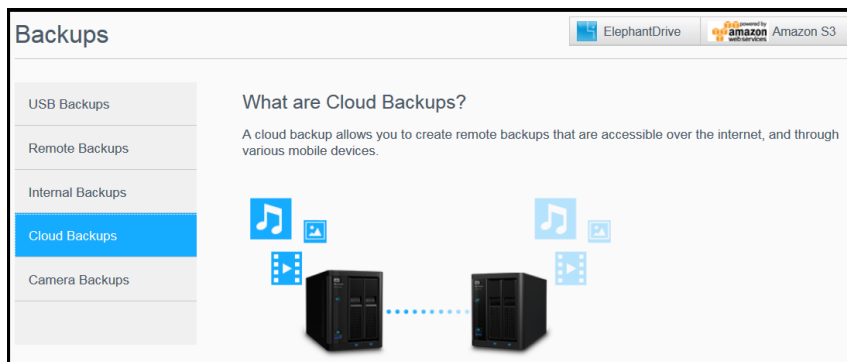 Backups
ElephantDrive
powered by
amazon
web services
Amazon S3
USB Backups
What are Cloud Backups?
A cloud backup allows you to create remote backups that are accessible over the internet, and through
various mobile devices.
Remote Backups
Internal Backups
Cloud Backups
Camera Backups